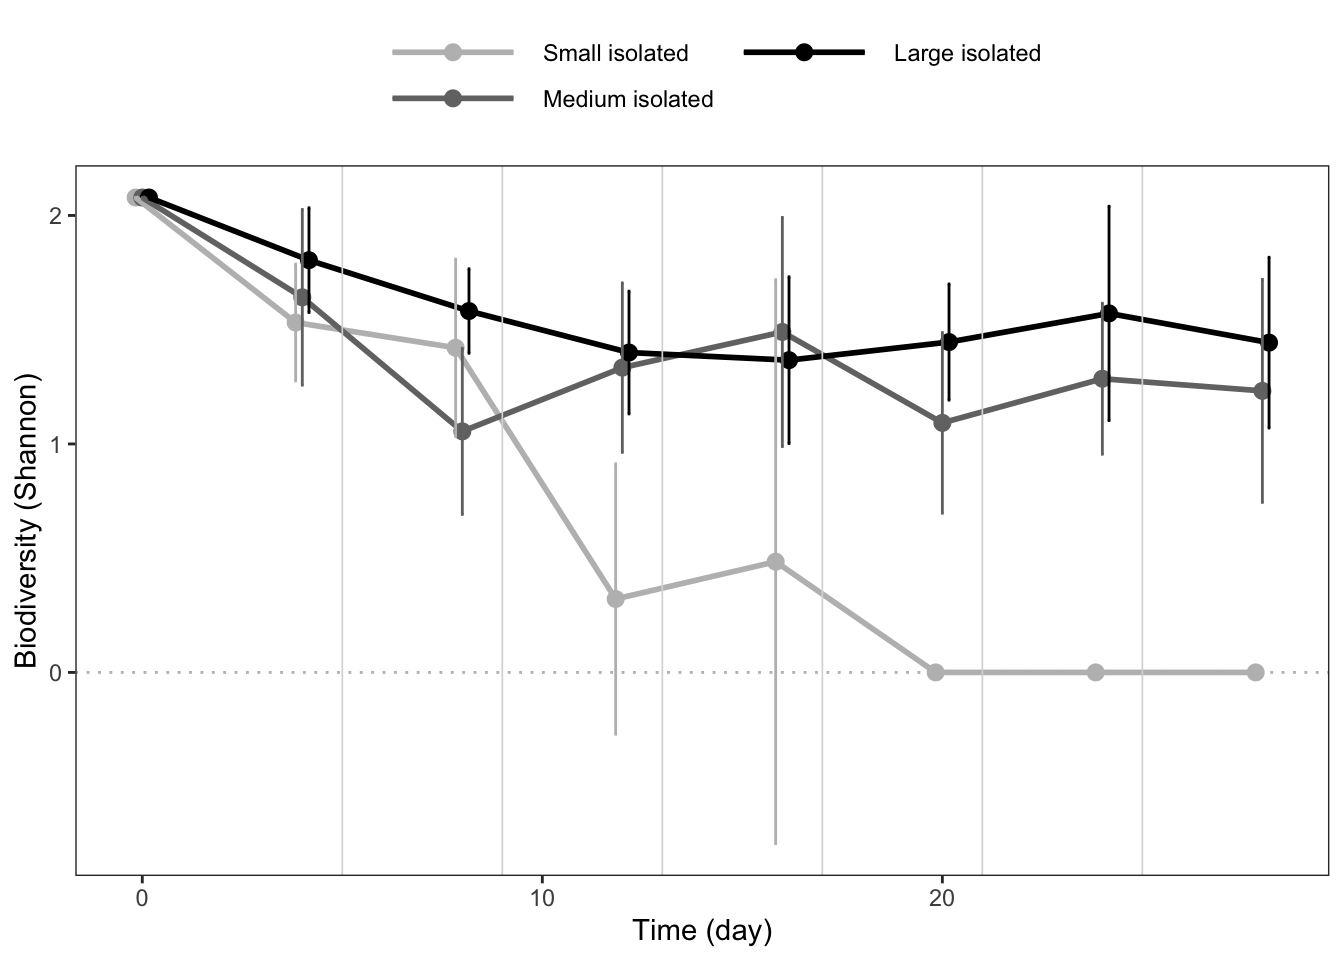 Small isolated
Large isolated
Medium isolated
Biodiversity (Shannon)
2
1
0
0
10
20
Time (day)